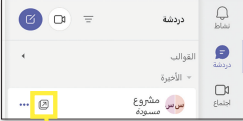 دردشة
نشاط
القوالب
دردشة
الأخيرة
اجتماع
س س
مشروع
مسودة